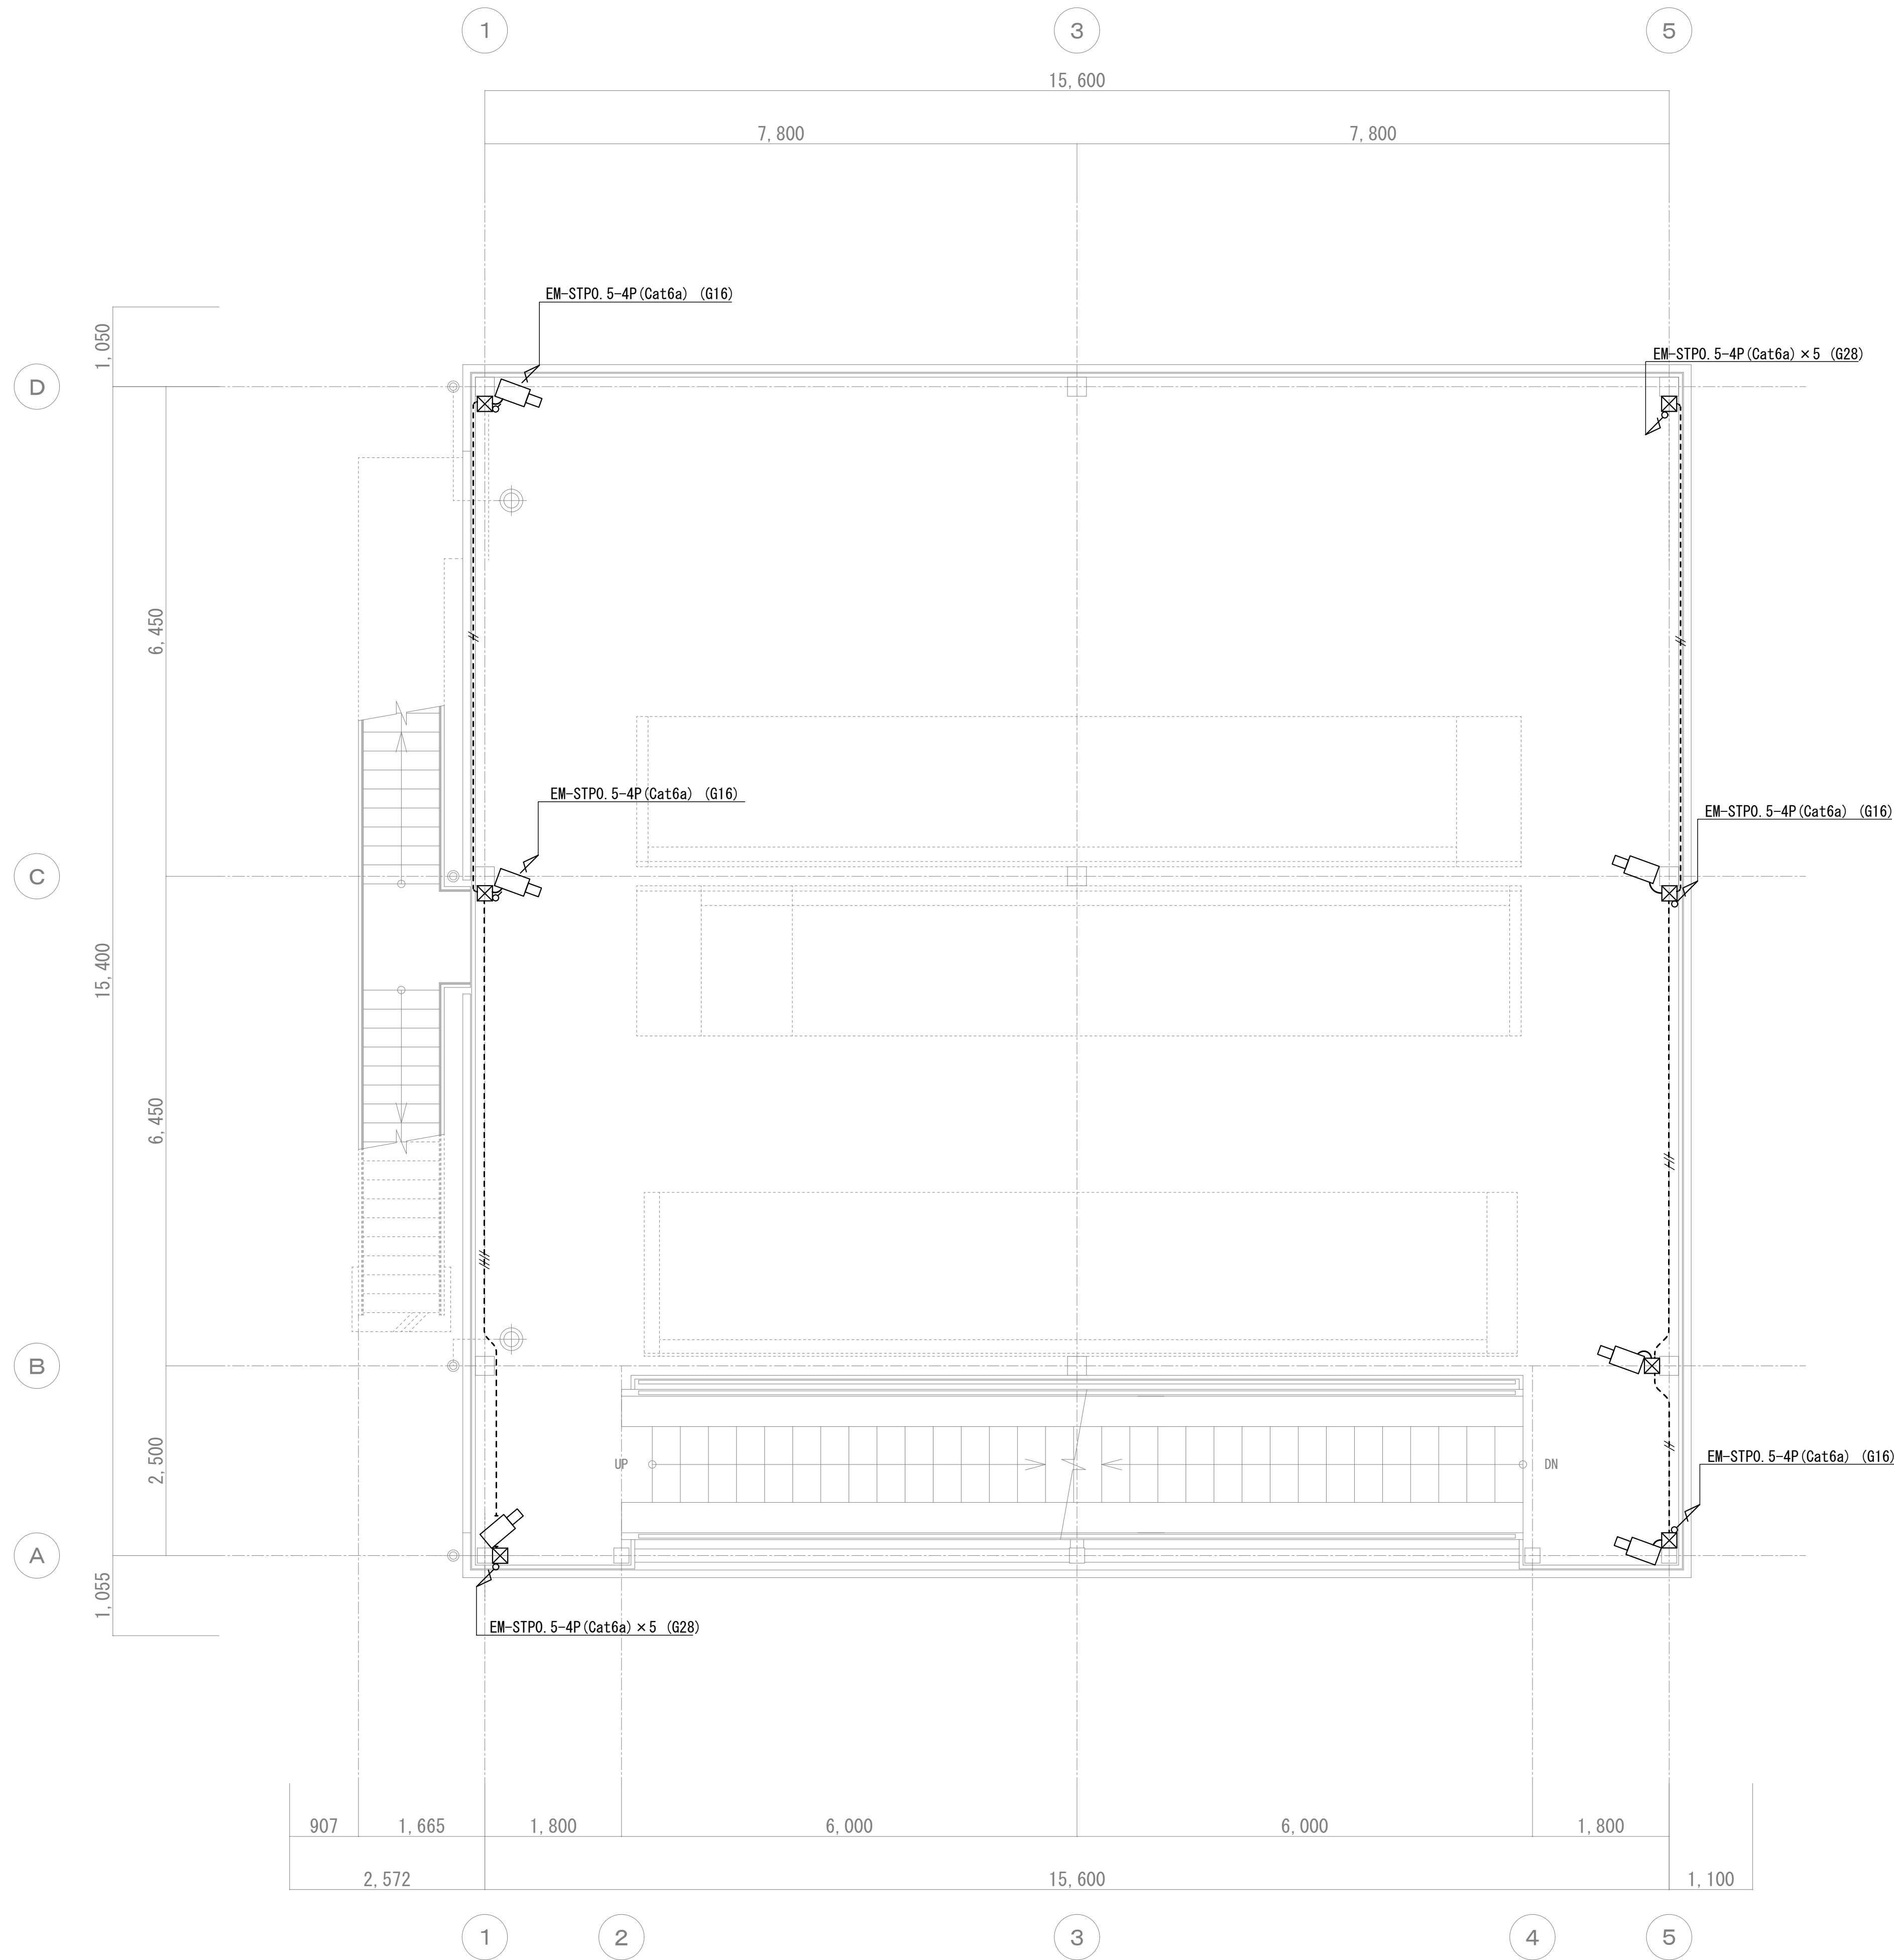 1
3
5
15,600
7,800
7,800
EM-STP0.5-4P(Cat6a) (G16)
1,050
EM-STP0.5-4P(Cat6a)×5 (G28)
D
6,450
EM-STP0.5-4P(Cat6a) (G16)
EM-STP0.5-4P(Cat6a) (G16)
C
15,400
6,450
B
2,500
UP
DN
EM-STP0.5-4P(Cat6a) (G16)
A
1,055
EM-STP0.5-4P(Cat6a)×5 (G28)
907
1,665
1,800
6,000
6,000
1,800
2,572
15,600
1,100
1
2
3
4
5